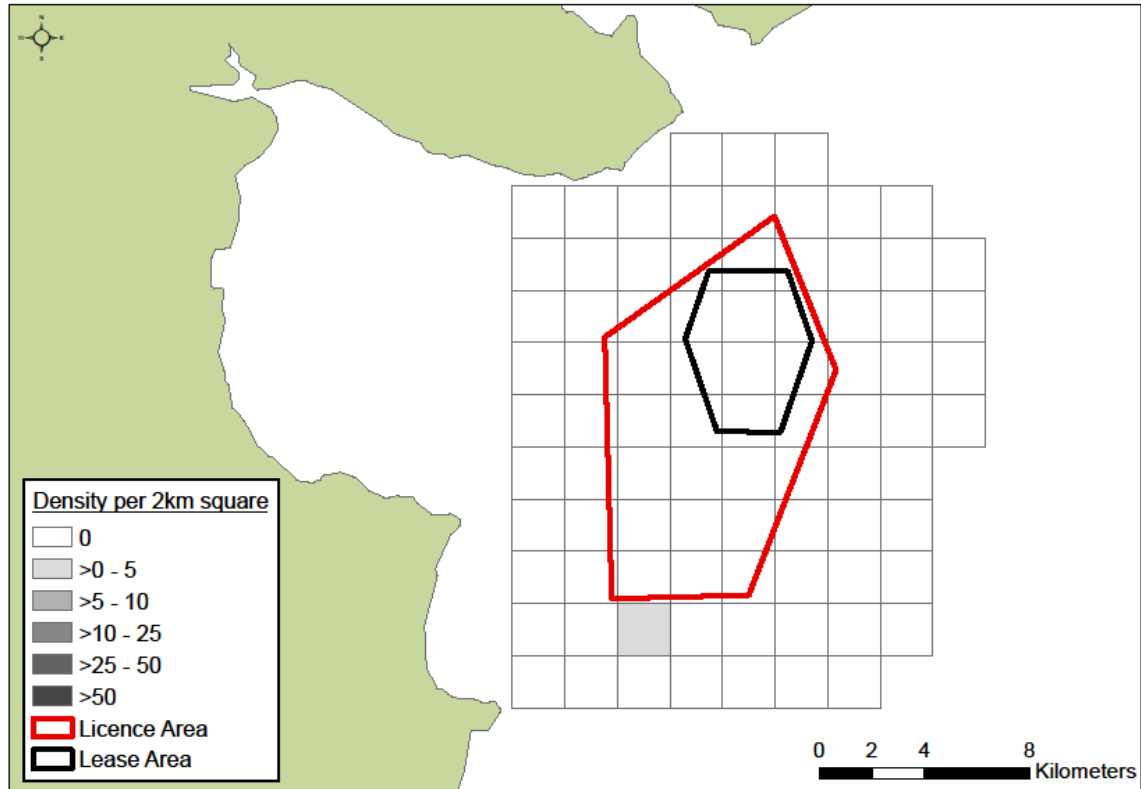 N
W E
S
Density per 2km square
0
>0 - 5
>5 - 10
>10 - 25
>25 - 50
>50
Licence Area
Lease Area
0 2 4 8
Kilometers